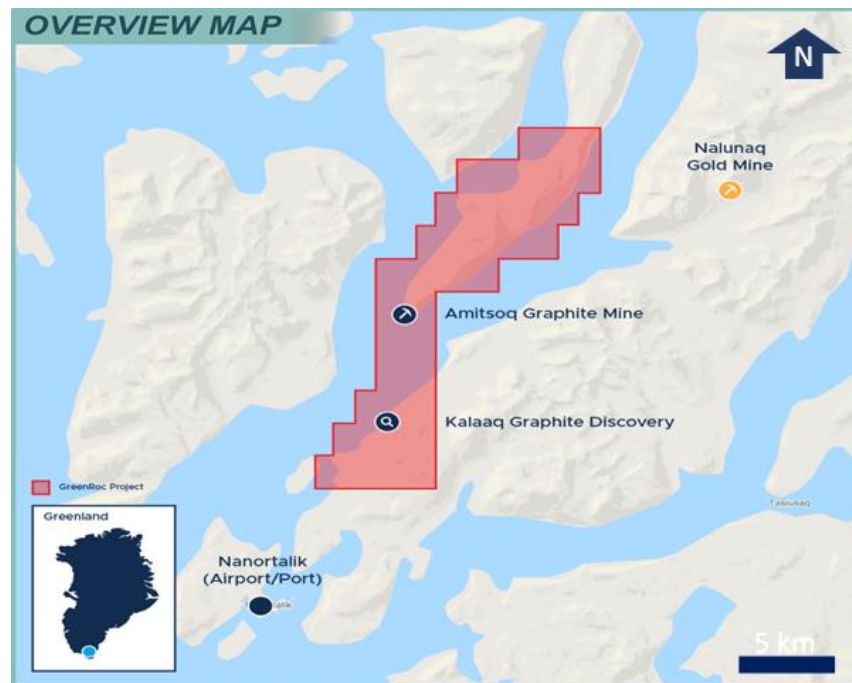 OVERVIEW MAP
N
Nalunaq
Gold Mine
Amitsoq Graphite Mine
Kalaaq Graphite Discovery
GreenRoc Project
Tasiusaq
Greenland
Nanortalik
(Airport/Port)
5 km